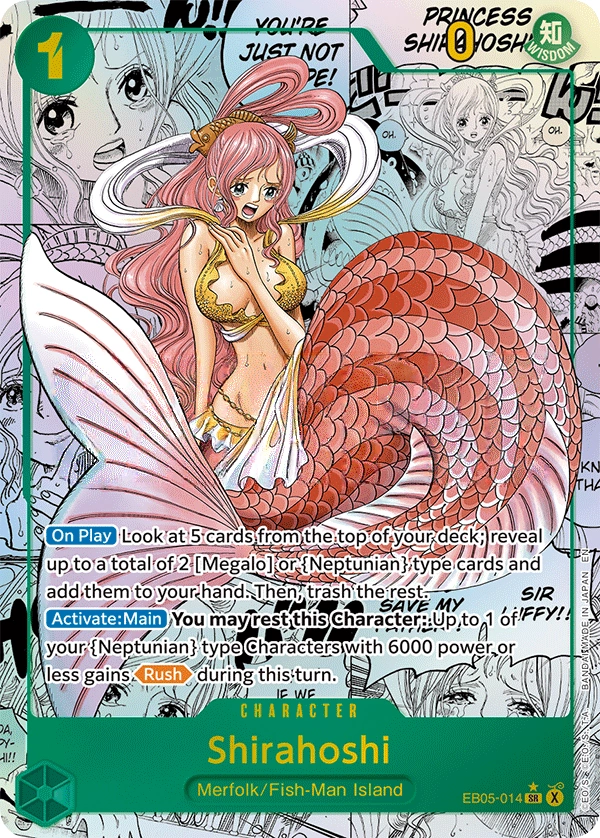 1
YOU'RE
JUST NOT
PRINCESS
0
知
WISDOM
OH.
OH.
On Play Look at 5 cards from the top of your deck; reveal
up to a total of 2 [Megalo] or {Neptunian} type cards and
add them to your hand. Then, trash the rest.
SAVE MY
SIR
Activate:Main You may rest this Character: Up to 1 of
your {Neptunian} type Characters with 6000 power or
less gains Rush during this turn.
IF WE
CHARACTER
Shirahoshi
Merfolk/Fish-Man Island
EB05-014 SR X
BANDAI MADE IN JAPAN EN